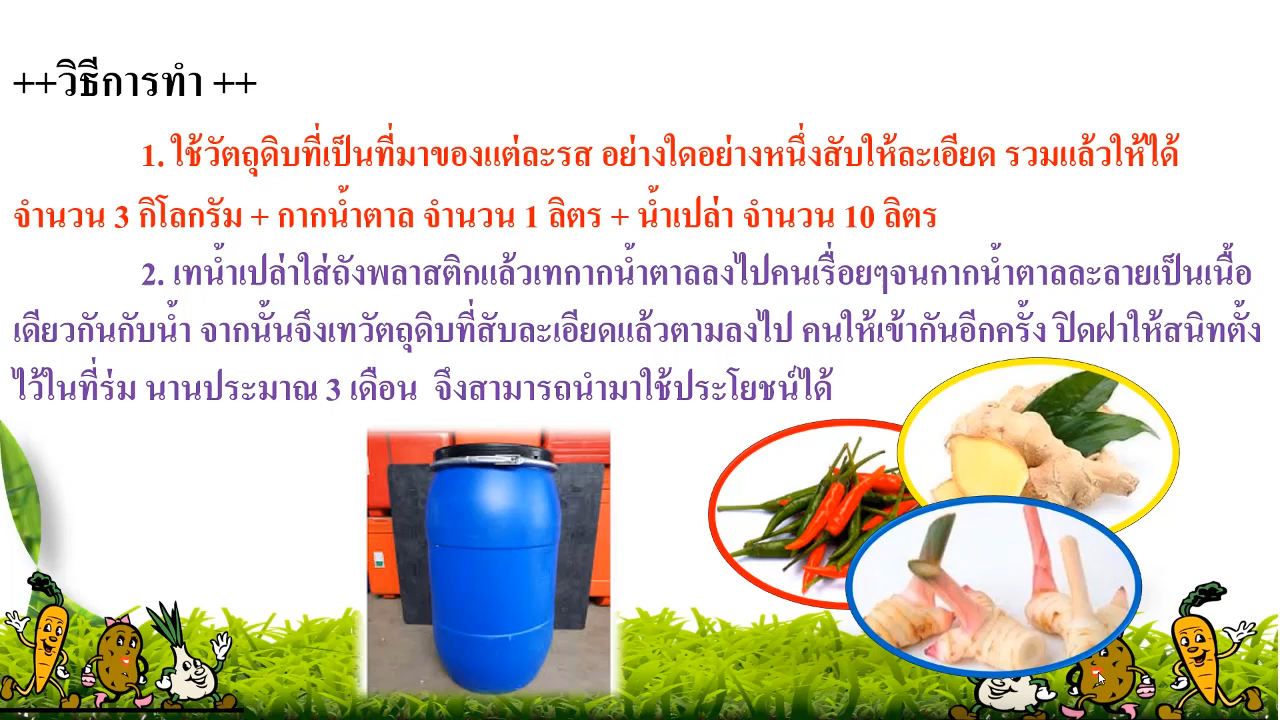 ++วิธีการทำ ++
1. ใช้วัตถุดิบที่เป็นที่มาของแต่ละรส อย่างใดอย่างหนึ่งสับให้ละเอียด รวมแล้วให้ได้
จำนวน 3 กิโลกรัม + กากน้ำตาล จำนวน 1 ลิตร + น้ำเปล่า จำนวน 10 ลิตร
2. เทน้ำเปล่าใส่ถังพลาสติกแล้วเทกากน้ำตาลลงไปคนเรื่อยๆจนกากน้ำตาลละลายเป็นเนื้อ
เดียวกันกับน้ำ จากนั้นจึงเทวัตถุดิบที่สับละเอียดแล้วตามลงไป คนให้เข้ากันอีกครั้ง ปิดฝาให้สนิทตั้ง
ไว้ในที่ร่ม นานประมาณ 3 เดือน จึงสามารถนำมาใช้ประโยชน์ได้